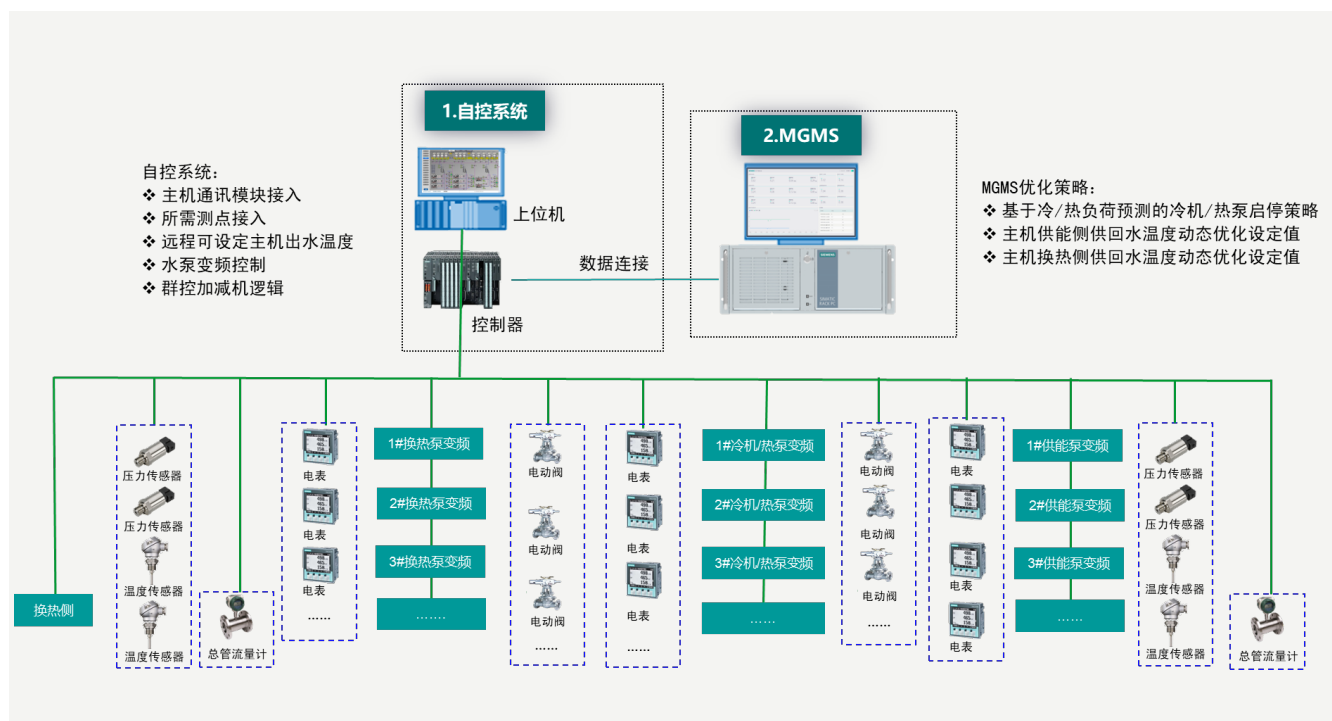 1.自控系统
2.MGMS
自控系统：
❖ 主机通讯模块接入
❖ 所需测点接入
❖ 远程可设定主机出水温度
❖ 水泵变频控制
❖ 群控加减机逻辑
上位机
控制器
数据连接
MGMS优化策略：
❖ 基于冷/热负荷预测的冷机/热泵启停策略
❖ 主机供能侧供回水温度动态优化设定值
❖ 主机换热侧供回水温度动态优化设定值
换热侧
压力传感器
压力传感器
温度传感器
温度传感器
总管流量计
电表
电表
电表
……
1#换热泵变频
2#换热泵变频
3#换热泵变频
…….
电动阀
电动阀
电动阀
……
电表
电表
电表
……
1#冷机/热泵变频
2#冷机/热泵变频
3#冷机/热泵变频
……
电动阀
电动阀
电动阀
……
电表
电表
电表
1#供能泵变频
2#供能泵变频
3#供能泵变频
……
压力传感器
压力传感器
温度传感器
温度传感器
总管流量计